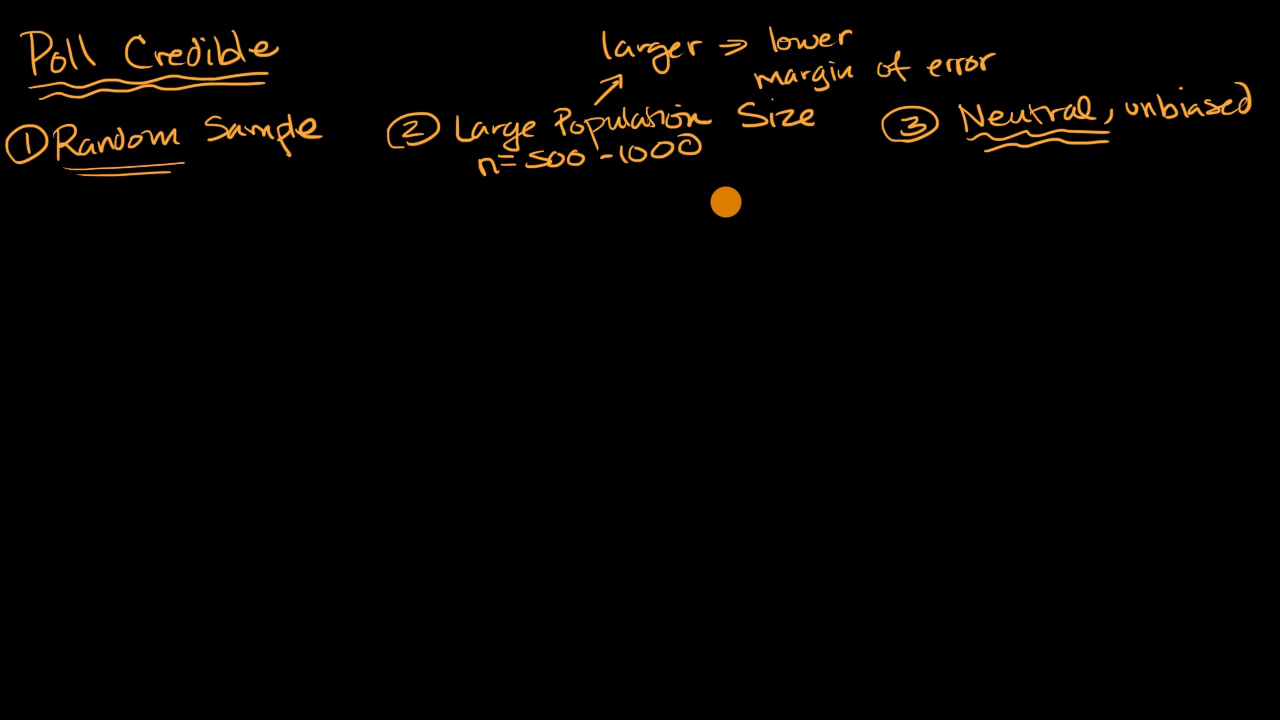 Poll Credible
① Random Sample
larger ⇒ lower
margin of error
② Large Population Size
n = 500 - 1000
③ Neutral, unbiased